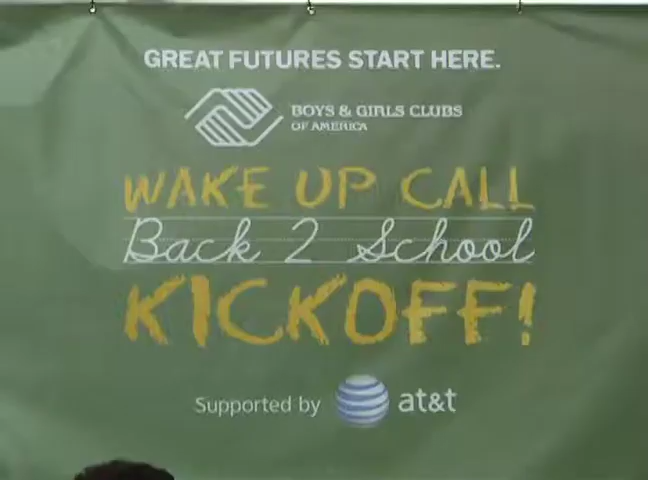 GREAT FUTURES START HERE.
BOYS & GIRLS CLUBS
OF AMERICA
WAKE UP CALL
Back 2 School
KICKOFF!
Supported by at&t